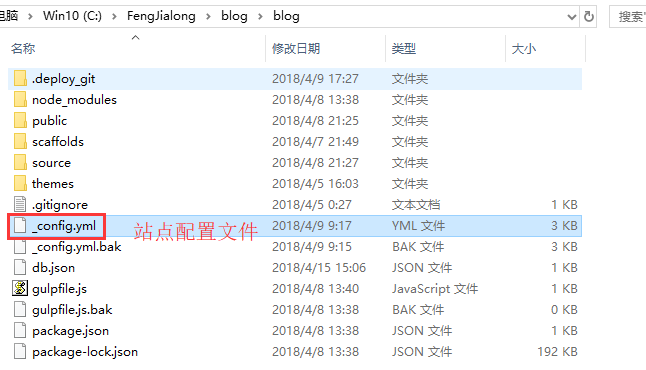 电脑 › Win10 (C:) › FengJialong › blog › blog 搜索"
名称 修改日期 类型 大小
.deploy_git 2018/4/9 17:27 文件夹
node_modules 2018/4/8 13:38 文件夹
public 2018/4/8 21:25 文件夹
scaffolds 2018/4/7 21:49 文件夹
source 2018/4/8 21:27 文件夹
themes 2018/4/5 16:03 文件夹
.gitignore 2018/4/5 0:27 文本文档 1 KB
_config.yml 站点配置文件 2018/4/9 9:17 YML 文件 3 KB
_config.yml.bak 2018/4/9 9:15 BAK 文件 3 KB
db.json 2018/4/15 15:06 JSON 文件 1 KB
gulpfile.js 2018/4/8 13:40 JavaScript 文件 1 KB
gulpfile.js.bak 2018/4/8 13:38 BAK 文件 0 KB
package.json 2018/4/8 13:38 JSON 文件 1 KB
package-lock.json 2018/4/8 13:38 JSON 文件 192 KB